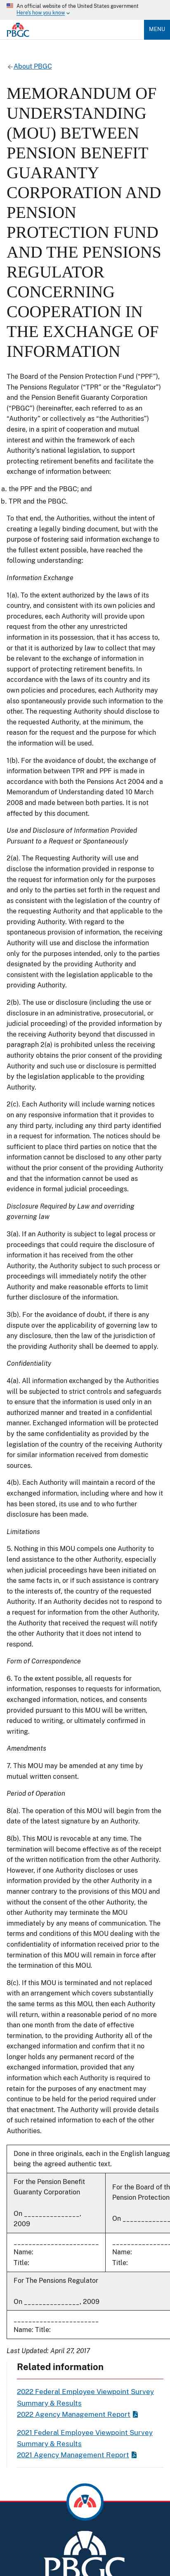 An official website of the United States government
Here's how you know
PBGC
MENU
About PBGC
MEMORANDUM OF
UNDERSTANDING
(MOU) BETWEEN
PENSION BENEFIT
GUARANTY
CORPORATION AND
PENSION
PROTECTION FUND
AND THE PENSIONS
REGULATOR
CONCERNING
COOPERATION IN
THE EXCHANGE OF
INFORMATION
The Board of the Pension Protection Fund ("PPF"),
The Pensions Regulator ("TPR" or the "Regulator")
and the Pension Benefit Guaranty Corporation
("PBGC") (hereinafter, each referred to as an
"Authority" or collectively as "the Authorities")
desire, in a spirit of cooperation and mutual
interest and within the framework of each
Authority's national legislation, to support
protecting retirement benefits and facilitate the
exchange of information between:
a. the PPF and the PBGC; and
b. TPR and the PBGC.
To that end, the Authorities, without the intent of
creating a legally binding document, but with the
purpose of fostering said information exchange to
the fullest extent possible, have reached the
following understanding:
Information Exchange
1(a). To the extent authorized by the laws of its
country, and consistent with its own policies and
procedures, each Authority will provide upon
request from the other any unrestricted
information in its possession, that it has access to,
or that it is authorized by law to collect that may
be relevant to the exchange of information in
support of pension retirement benefits. In
accordance with the laws of its country, and its
own policies and procedures, each Authority may
also spontaneously provide such information to the
other. The requesting Authority should disclose to
the requested Authority, at the minimum, the
reason for the request and the purpose for which
the information will be used.
1(b). For the avoidance of doubt, the exchange of
information between TPR and PPF is made in
accordance with both the Pensions Act 2004 and a
Memorandum of Understanding dated 10 March
2008 and made between both parties. It is not
affected by this document.
Use and Disclosure of Information Provided
Pursuant to a Request or Spontaneously
2(a). The Requesting Authority will use and
disclose the information provided in response to
the request for information only for the purposes
and only to the parties set forth in the request and
as is consistent with the legislation of the country of
the requesting Authority and that applicable to the
providing Authority. With regard to the
spontaneous provision of information, the receiving
Authority will use and disclose the information
only for the purposes intended, only to the parties
designated by the providing Authority and
consistent with the legislation applicable to the
providing Authority.
2(b). The use or disclosure (including the use or
disclosure in an administrative, prosecutorial, or
judicial proceeding) of the provided information by
the receiving Authority beyond that discussed in
paragraph 2(a) is prohibited unless the receiving
Authority obtains the prior consent of the providing
Authority and such use or disclosure is permitted
by the legislation applicable to the providing
Authority.
2(c). Each Authority will include warning notices
on any responsive information that it provides to
any third party, including any third party identified
in a request for information. The notices should be
sufficient to place third parties on notice that the
information cannot be disclosed to any other party
without the prior consent of the providing Authority
and that the information cannot be used as
evidence in formal judicial proceedings.
Disclosure Required by Law and overriding
governing law
3(a). If an Authority is subject to legal process or
proceedings that could require the disclosure of
information it has received from the other
Authority, the Authority subject to such process or
proceedings will immediately notify the other
Authority and make reasonable efforts to limit
further disclosure of the information.
3(b). For the avoidance of doubt, if there is any
dispute over the applicability of a governing law to
any disclosure, then the law of the jurisdiction of
the providing Authority shall be deemed to apply.
Confidentiality
4(a). All information exchanged by the Authorities
will be subjected to strict controls and safeguards
to ensure that the information is used only in an
authorized manner and treated in a confidential
manner. Exchanged information will be protected
by the same confidentiality as provided by the
legislation of the country of the receiving Authority
for similar information received from domestic
sources.
4(b). Each Authority will maintain a record of the
exchanged information, including where and how it
has been stored, its use and to who further
disclosure has been made.
Limitations
5. Nothing in this MOU compels one Authority to
lend assistance to the other Authority, especially
when judicial proceedings have been initiated on
the same facts in, or if such assistance is contrary
to the interests of, the country of the requested
Authority. If an Authority decides not to respond to
a request for information from the other Authority,
the Authority that received the request will notify
the other Authority that it does not intend to
respond.
Form of Correspondence
6. To the extent possible, all requests for
information, responses to requests for information,
exchanged information, notices, and consents
provided pursuant to this MOU will be written,
reduced to writing, or ultimately confirmed in
writing.
Amendments
7. This MOU may be amended at any time by
mutual written consent.
Period of Operation
8(a). The operation of this MOU will begin from the
date of the latest signature by an Authority.
8(b). This MOU is revocable at any time. The
termination will become effective as of the receipt
of the written notification from the other Authority.
However, if one Authority discloses or uses
information provided by the other Authority in a
manner contrary to the provisions of this MOU and
without the consent of the other Authority, the
other Authority may terminate the MOU
immediately by any means of communication. The
terms and conditions of this MOU dealing with the
confidentiality of information received prior to the
termination of this MOU will remain in force after
the termination of this MOU.
8(c). If this MOU is terminated and not replaced
with an arrangement which covers substantively
the same terms as this MOU, then each Authority
will return, within a reasonable period of no more
than one month from the date of effective
termination, to the providing Authority all of the
exchanged information and confirm that it no
longer holds any permanent record of the
exchanged information, provided that any
information which each Authority is required to
retain for the purposes of any enactment may
continue to be held for the period required under
that enactment. The Authority will provide details
of such retained information to each of the other
Authorities.
Done in three originals, each in the English language
being the agreed authentic text.
For the Pension Benefit
Guaranty Corporation
On _______________,
2009
For the Board of th
Pension Protection
On _____________
_______________________
Name:
Title:
Name:
Title:
For The Pensions Regulator
On _______________, 2009
_______________________
Name: Title:
Last Updated: April 27, 2017
Related information
2022 Federal Employee Viewpoint Survey
Summary & Results
2022 Agency Management Report
2021 Federal Employee Viewpoint Survey
Summary & Results
2021 Agency Management Report
PBGC